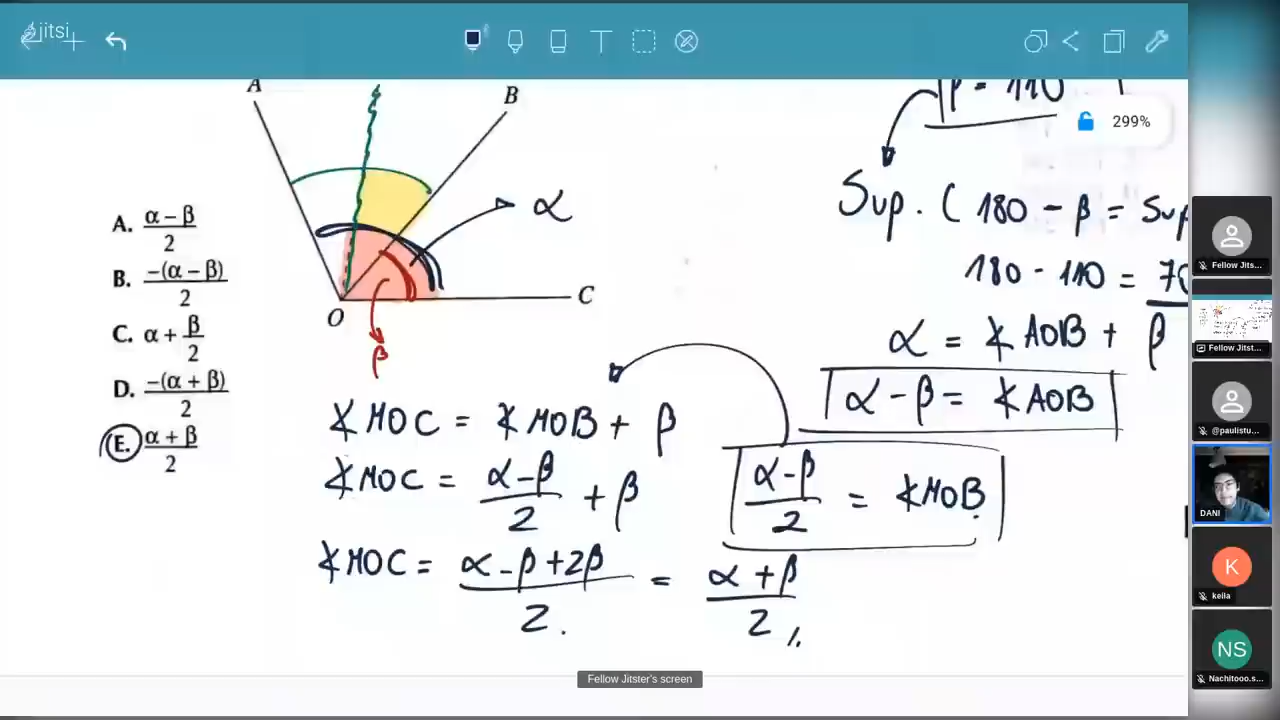 jitsi
T
299%
A
B
β = 110
Sup. ( 180 - β = Sup
α
180 - 110 = 70
C
O
β
A. α - β / 2
B. -(α - β) / 2
C. α + β / 2
D. -(α + β) / 2
E. α + β / 2
α = ∡ AOB + β
α - β = ∡AOB
∡ MOC = ∡ MOB + β
∡ MOC = α-β / 2 + β
α-β / 2 = ∡MOB
∡ MOC = α-β+2β / 2. = α+β / 2
Fellow Jitster's screen
Fellow Jits...
Fellow Jitst...
@paulistu...
DANI
K
keila
NS
Nachitooo.s...